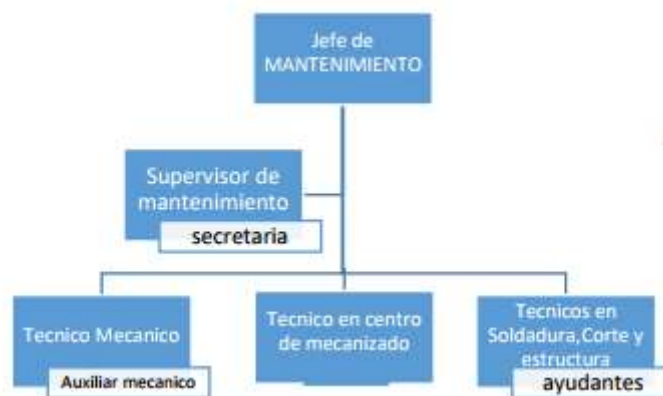 Jefe de
MANTENIMIENTO
Supervisor de
mantenimiento
secretaria
Tecnico Mecanico
Auxiliar mecanico
Tecnico en centro
de mecanizado
Tecnicos en
Soldadura,Corte y
estructura
ayudantes